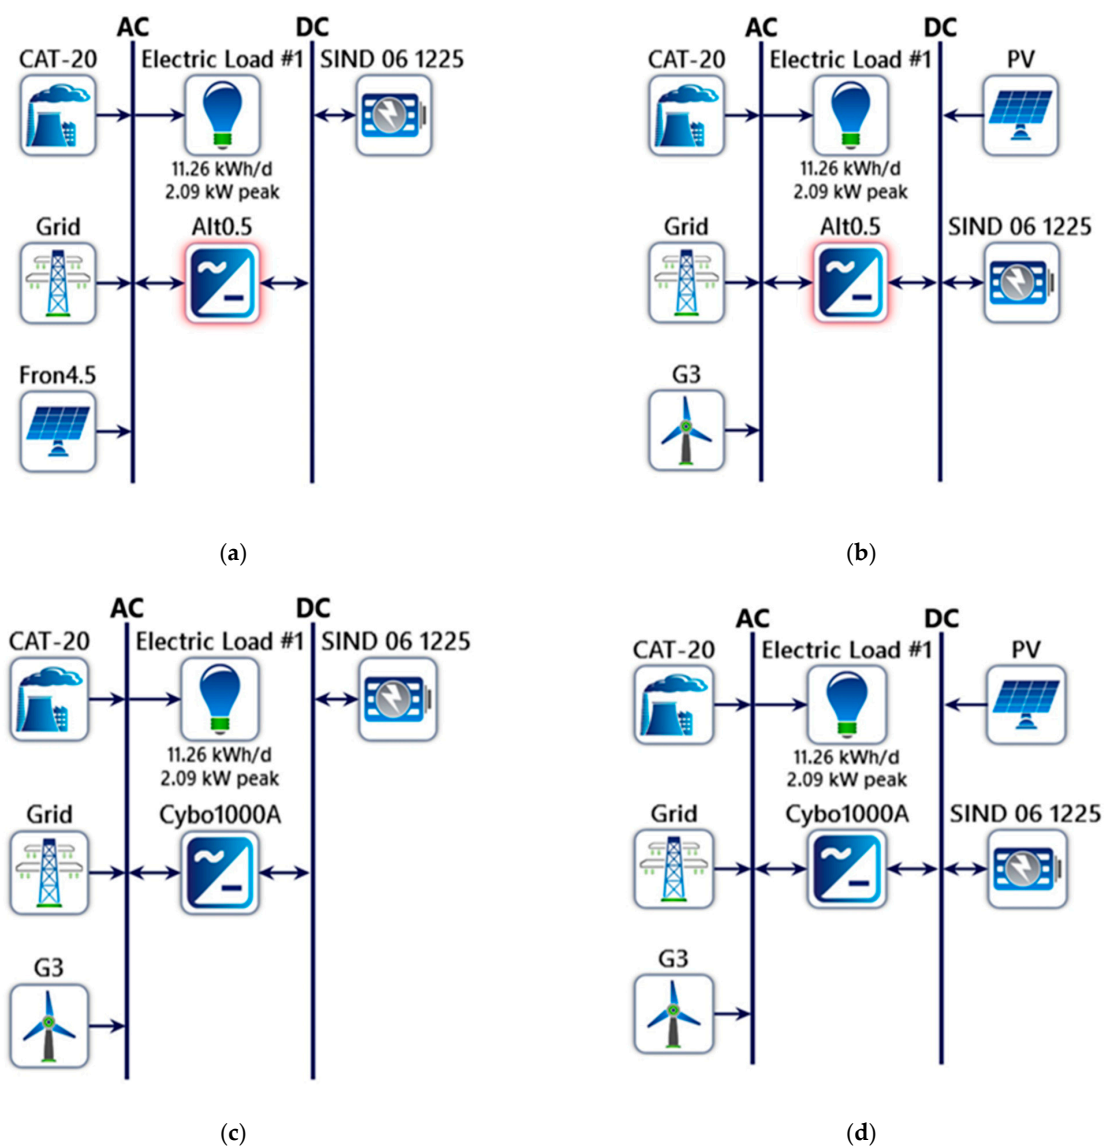 AC DC
CAT-20 Electric Load #1 SIND 06 1225
11.26 kWh/d
2.09 kW peak
Grid Alt0.5
Fron4.5
(a)
AC DC
CAT-20 Electric Load #1 PV
11.26 kWh/d
2.09 kW peak
Grid Alt0.5 SIND 06 1225
G3
(b)
AC DC
CAT-20 Electric Load #1 SIND 06 1225
11.26 kWh/d
2.09 kW peak
Grid Cybo1000A
G3
(c)
AC DC
CAT-20 Electric Load #1 PV
11.26 kWh/d
2.09 kW peak
Grid Cybo1000A SIND 06 1225
G3
(d)